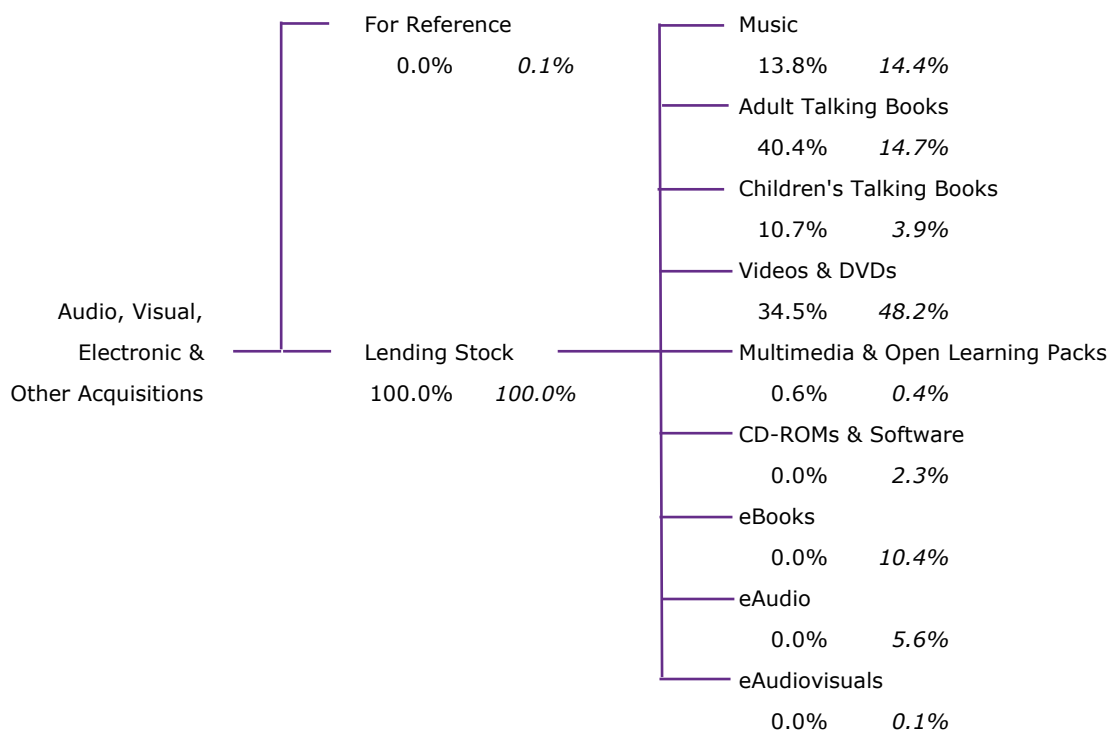 For Reference
0.0% 0.1%
Audio, Visual,
Electronic &
Other Acquisitions
Lending Stock
100.0% 100.0%
Music
13.8% 14.4%
Adult Talking Books
40.4% 14.7%
Children's Talking Books
10.7% 3.9%
Videos & DVDs
34.5% 48.2%
Multimedia & Open Learning Packs
0.6% 0.4%
CD-ROMs & Software
0.0% 2.3%
eBooks
0.0% 10.4%
eAudio
0.0% 5.6%
eAudiovisuals
0.0% 0.1%